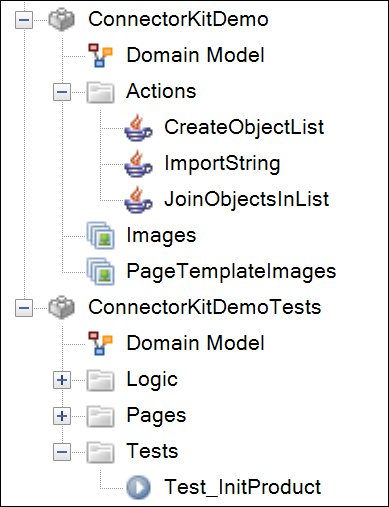 ConnectorKitDemo
Domain Model
Actions
CreateObjectList
ImportString
JoinObjectsInList
Images
PageTemplateImages
ConnectorKitDemoTests
Domain Model
Logic
Pages
Tests
Test_InitProduct